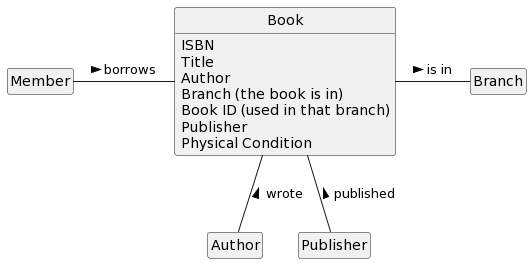 Book
ISBN
Title
Author
Branch (the book is in)
Book ID (used in that branch)
Publisher
Physical Condition
Member
borrows
is in
Branch
wrote
published
Author
Publisher